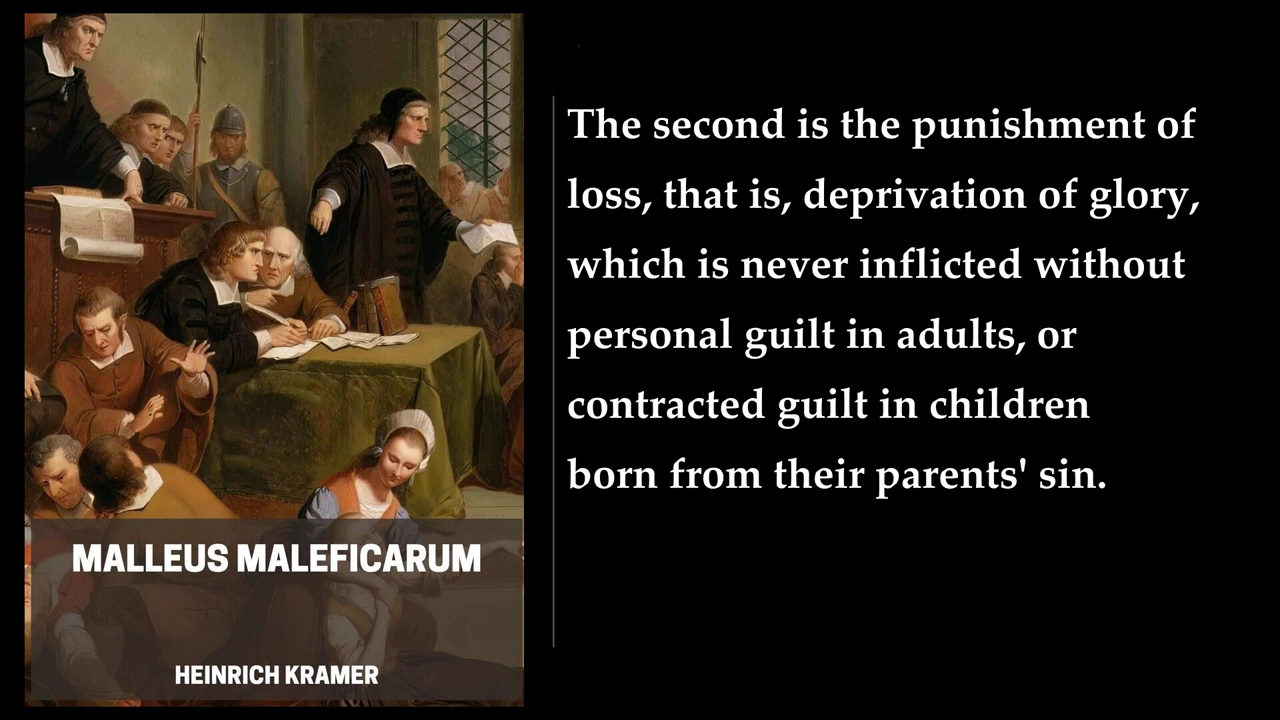 The second is the punishment of
loss, that is, deprivation of glory,
which is never inflicted without
personal guilt in adults, or
contracted guilt in children
born from their parents' sin.
MALLEUS MALEFICARUM
HEINRICH KRAMER